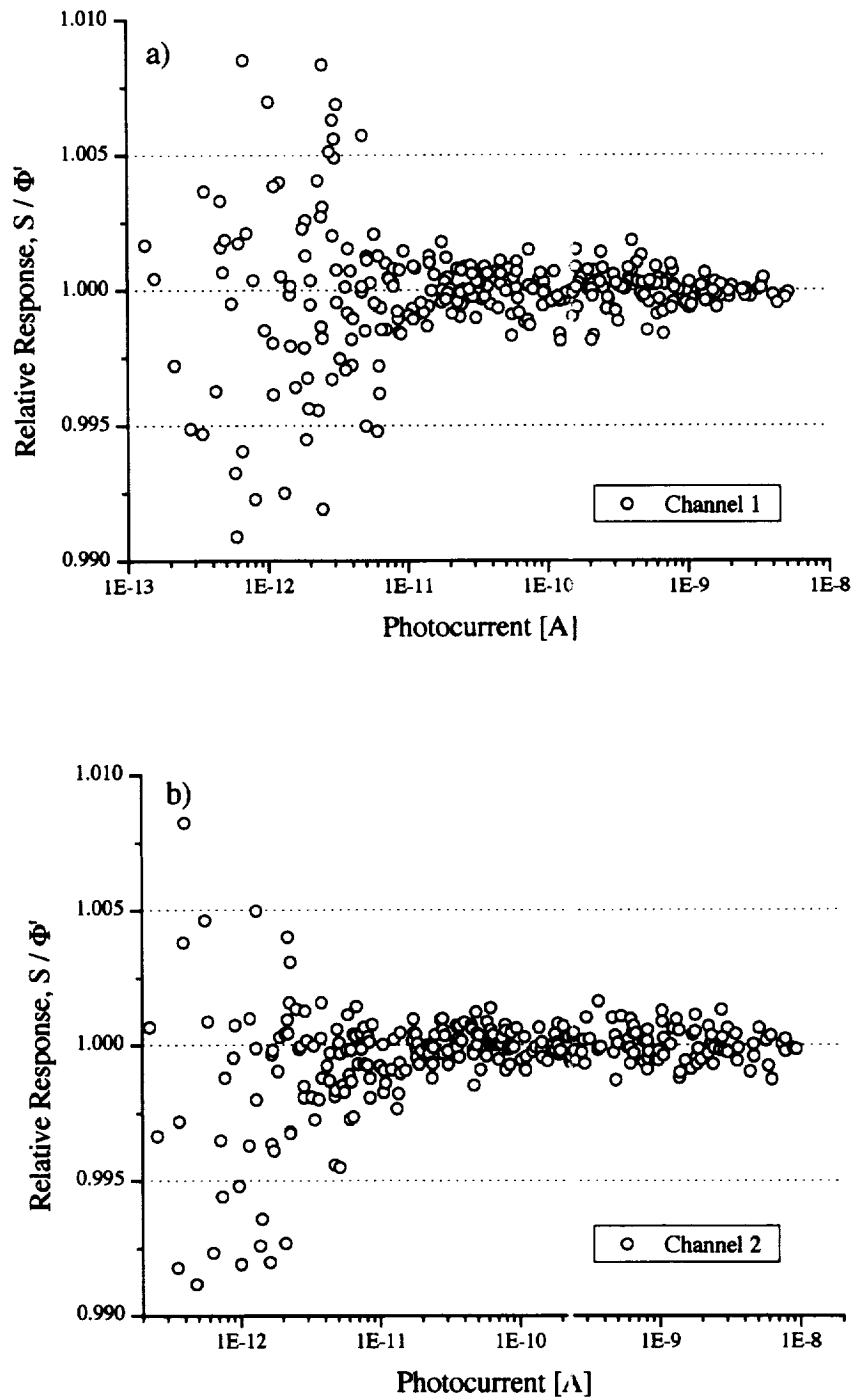 a)
1.010
1.005
1.000
0.995
0.990
Relative Response, S / Φ'
Channel 1
1E-13 1E-12 1E-11 1E-10 1E-9 1E-8
Photocurrent [A]
b)
1.010
1.005
1.000
0.995
0.990
Relative Response, S / Φ'
Channel 2
1E-12 1E-11 1E-10 1E-9 1E-8
Photocurrent [A]